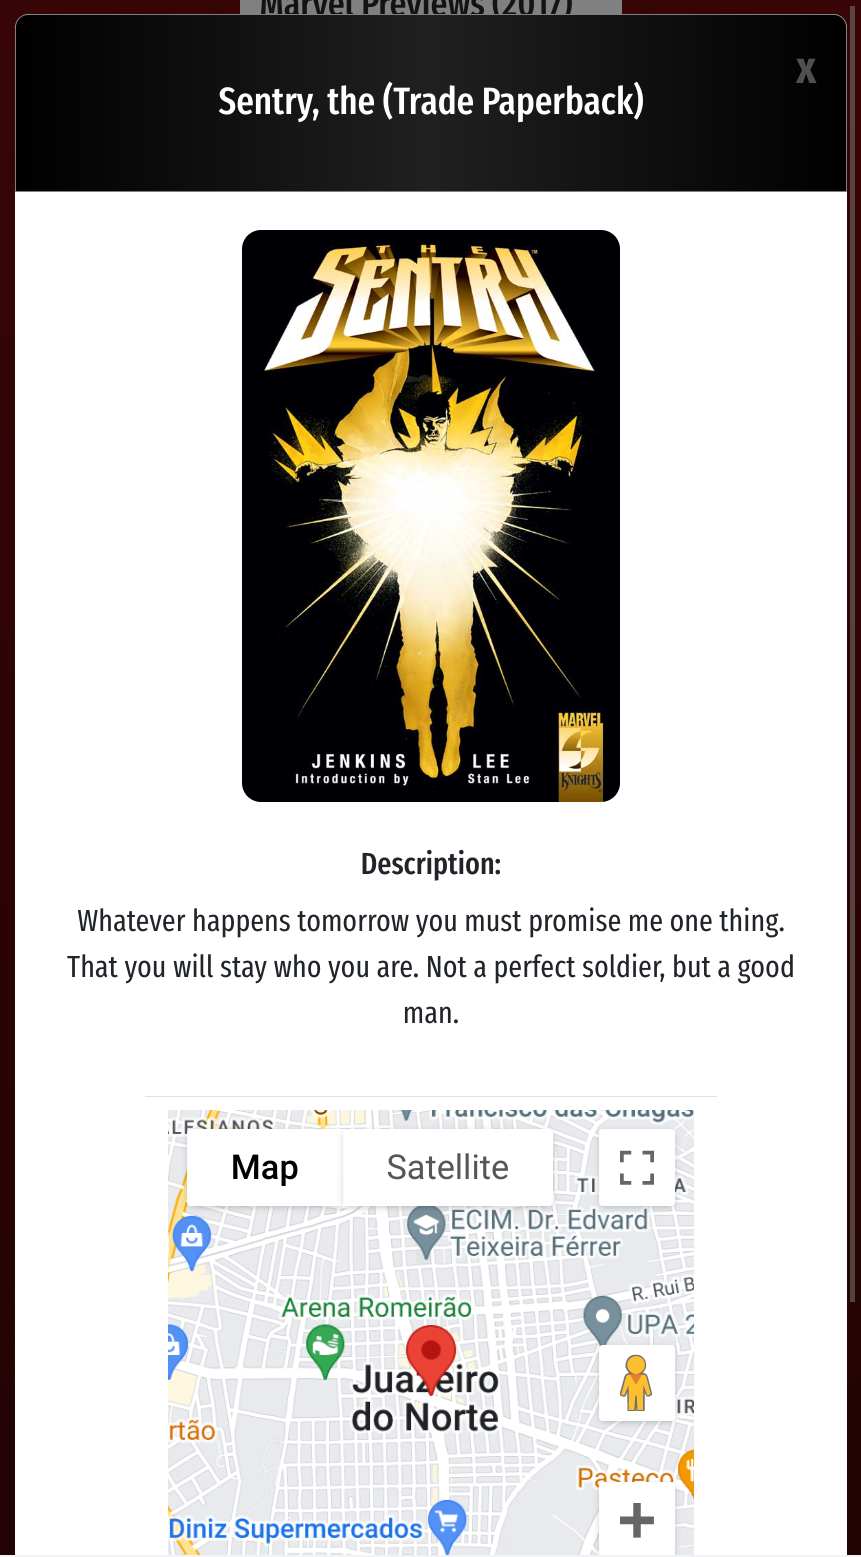 Marvel Previews (2017)
x
Sentry, the (Trade Paperback)
THE
SENTRY™
JENKINS LEE
Introduction by Stan Lee
MARVEL
KNIGHTS
Description:
Whatever happens tomorrow you must promise me one thing.
That you will stay who you are. Not a perfect soldier, but a good
man.
Francisco das Chagas
LESIANOS
Map Satellite
TI A
ECIM. Dr. Edvard
Teixeira Férrer
R. Rui B
Arena Romeirão
UPA 2
Juazeiro
do Norte
IR
rtão
Pasteco
Diniz Supermercados
+